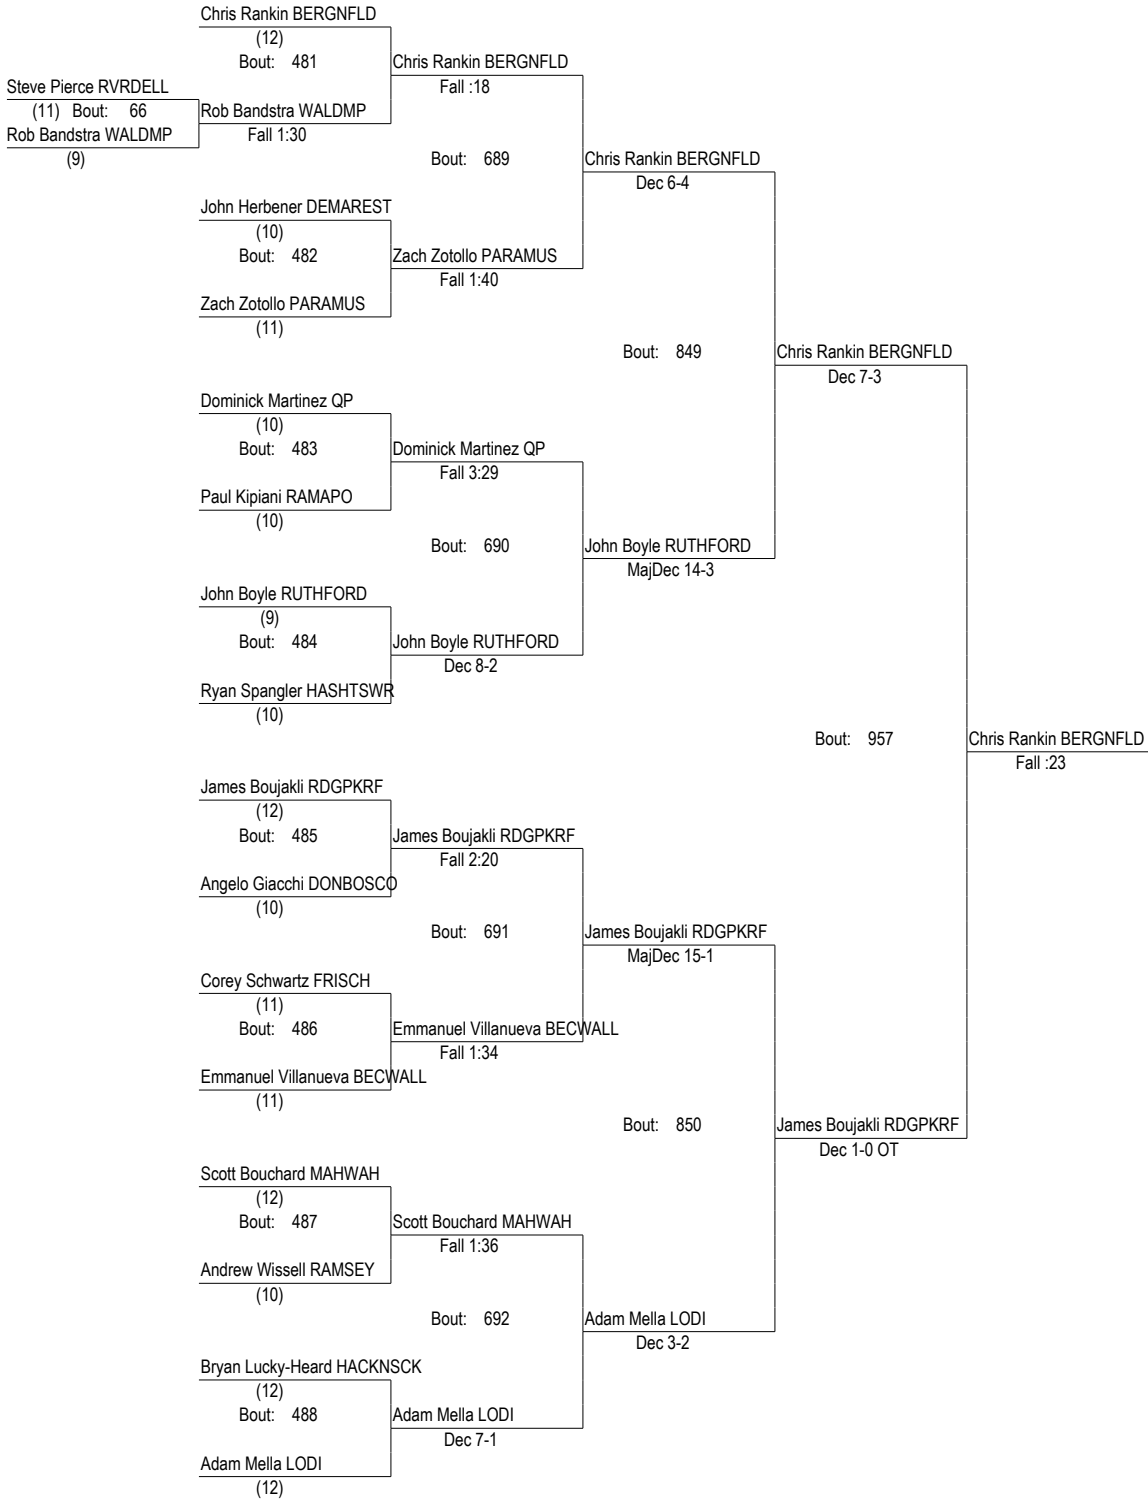 Chris Rankin BERGNFLD
(12)
Bout: 481
Chris Rankin BERGNFLD
Fall :18
Steve Pierce RVRDELL
(11) Bout: 66
Rob Bandstra WALDMP
Rob Bandstra WALDMP
Fall 1:30
(9)
Bout: 689
Chris Rankin BERGNFLD
Dec 6-4
John Herbener DEMAREST
(10)
Bout: 482
Zach Zotollo PARAMUS
Fall 1:40
Zach Zotollo PARAMUS
(11)
Bout: 849
Chris Rankin BERGNFLD
Dec 7-3
Dominick Martinez QP
(10)
Bout: 483
Dominick Martinez QP
Fall 3:29
Paul Kipiani RAMAPO
(10)
Bout: 690
John Boyle RUTHFORD
MajDec 14-3
John Boyle RUTHFORD
(9)
Bout: 484
John Boyle RUTHFORD
Dec 8-2
Ryan Spangler HASHTSWR
(10)
Bout: 957
Chris Rankin BERGNFLD
Fall :23
James Boujakli RDGPKRF
(12)
Bout: 485
James Boujakli RDGPKRF
Fall 2:20
Angelo Giacchi DONBOSCO
(10)
Bout: 691
James Boujakli RDGPKRF
MajDec 15-1
Corey Schwartz FRISCH
(11)
Bout: 486
Emmanuel Villanueva BECWALL
Fall 1:34
Emmanuel Villanueva BECWALL
(11)
Bout: 850
James Boujakli RDGPKRF
Dec 1-0 OT
Scott Bouchard MAHWAH
(12)
Bout: 487
Scott Bouchard MAHWAH
Fall 1:36
Andrew Wissell RAMSEY
(10)
Bout: 692
Adam Mella LODI
Dec 3-2
Bryan Lucky-Heard HACKNSCK
(12)
Bout: 488
Adam Mella LODI
Dec 7-1
Adam Mella LODI
(12)